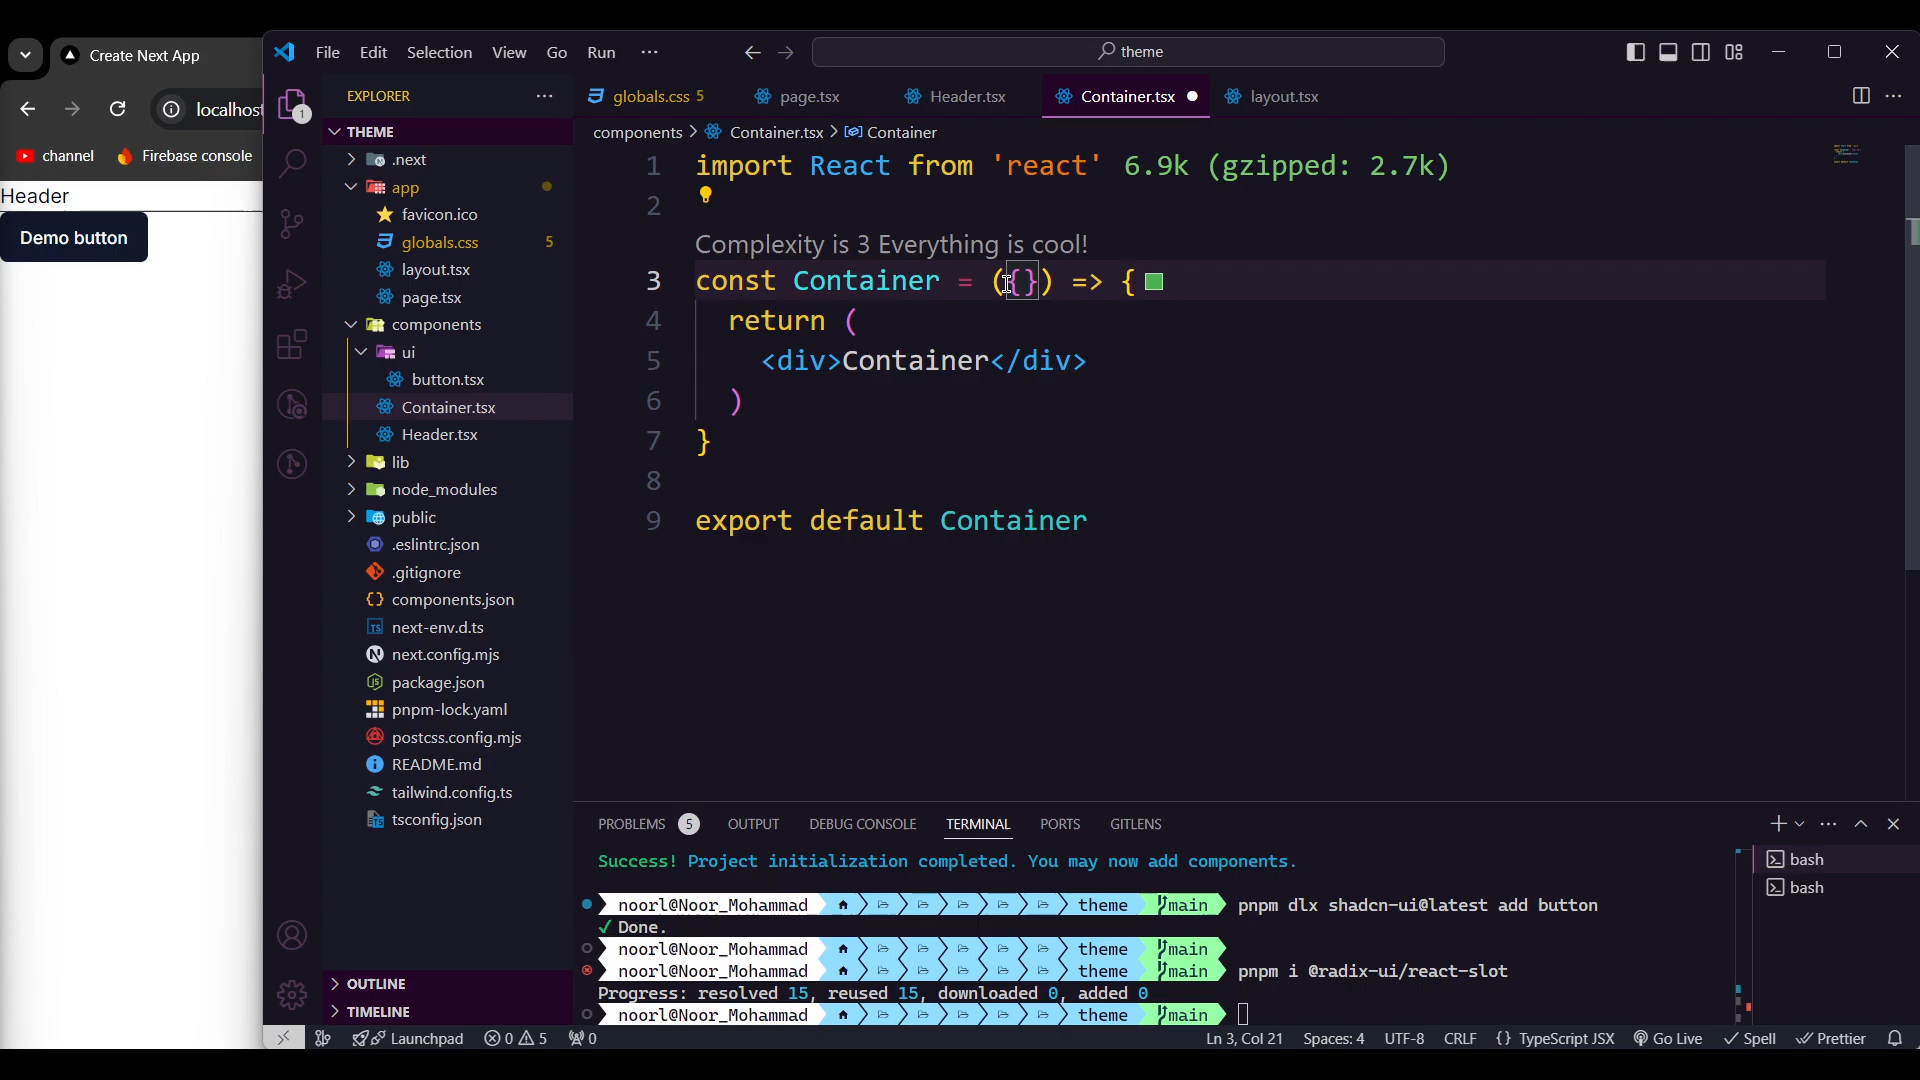 Create Next App
File Edit Selection View Go Run ···
theme
localhost
channel Firebase console
Header
Demo button
EXPLORER ···
1
THEME
.next
app
favicon.ico
globals.css 5
layout.tsx
page.tsx
components
ui
button.tsx
Container.tsx
Header.tsx
lib
node_modules
public
.eslintrc.json
.gitignore
components.json
next-env.d.ts
next.config.mjs
package.json
pnpm-lock.yaml
postcss.config.mjs
README.md
tailwind.config.ts
tsconfig.json
OUTLINE
TIMELINE
globals.css 5 page.tsx Header.tsx Container.tsx layout.tsx
components > Container.tsx > Container
1 import React from 'react' 6.9k (gzipped: 2.7k)
2
Complexity is 3 Everything is cool!
3 const Container = ({}) => {
4 return (
5 <div>Container</div>
6 )
7 }
8
9 export default Container
PROBLEMS 5 OUTPUT DEBUG CONSOLE TERMINAL PORTS GITLENS
Success! Project initialization completed. You may now add components.
noorl@Noor_Mohammad theme main pnpm dlx shadcn-ui@latest add button
✓ Done.
noorl@Noor_Mohammad theme main
noorl@Noor_Mohammad theme main pnpm i @radix-ui/react-slot
Progress: resolved 15, reused 15, downloaded 0, added 0
noorl@Noor_Mohammad theme main
bash
bash
Launchpad 0 5 0 Ln 3, Col 21 Spaces: 4 UTF-8 CRLF {} TypeScript JSX Go Live Spell Prettier